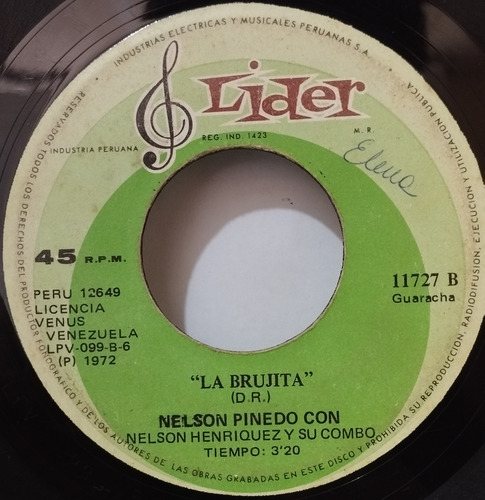 INDUSTRIAS ELECTRICAS Y MUSICALES PERUANAS S.A.
Lider
REG. IND. 1423
M. R.
INDUSTRIA PERUANA
Elena
45 R.P.M.
PERU 12649
LICENCIA
VENUS
VENEZUELA
LPV-099-B-6
(P) 1972
11727 B
Guaracha
"LA BRUJITA"
(D.R.)
NELSON PINEDO CON
NELSON HENRIQUEZ Y SU COMBO
TIEMPO: 3'20
RESERVADOS TODOS LOS DERECHOS DEL PRODUCTOR FONOGRAFICO Y DE LOS AUTORES DE LAS OBRAS GRABADAS EN ESTE DISCO Y PROHIBIDA SU REPRODUCCION, RADIODIFUSION, EJECUCION Y UTILIZACION PUBLICA